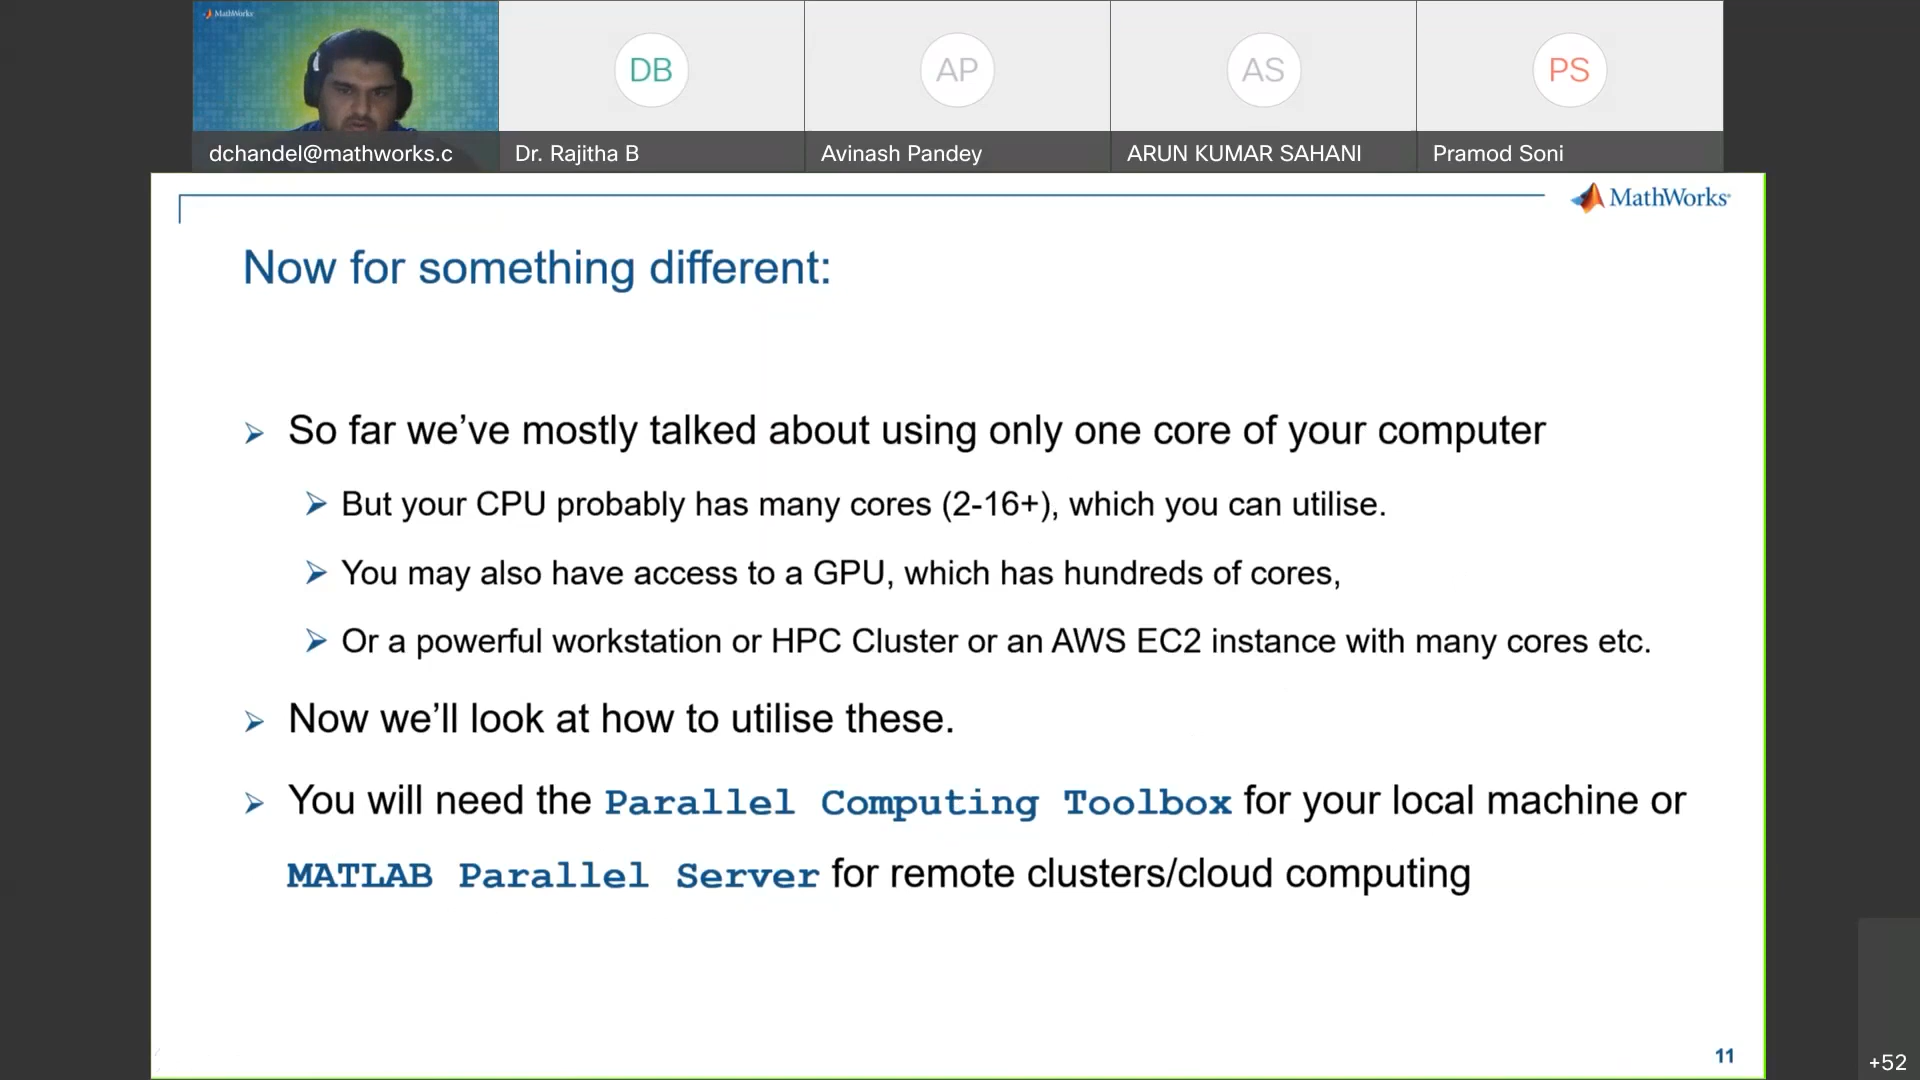 MathWorks
DB
AP
AS
PS
dchandel@mathworks.c
Dr. Rajitha B
Avinash Pandey
ARUN KUMAR SAHANI
Pramod Soni
MathWorks
Now for something different:
So far we’ve mostly talked about using only one core of your computer
But your CPU probably has many cores (2-16+), which you can utilise.
You may also have access to a GPU, which has hundreds of cores,
Or a powerful workstation or HPC Cluster or an AWS EC2 instance with many cores etc.
Now we’ll look at how to utilise these.
You will need the Parallel Computing Toolbox for your local machine or
MATLAB Parallel Server for remote clusters/cloud computing
11
+52